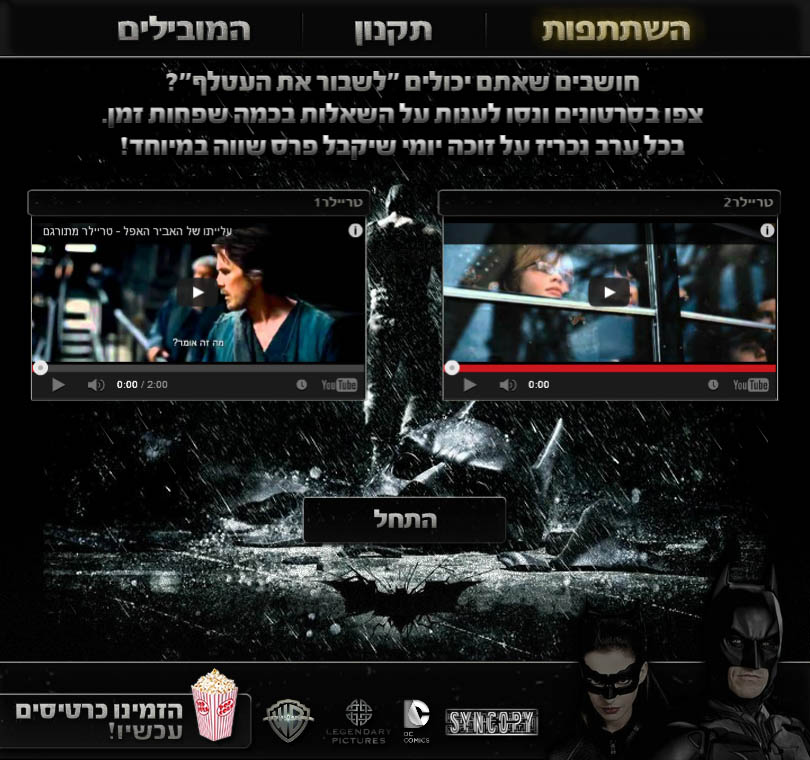 השתתפות
תקנון
המובילים
חושבים שאתם יכולים "לשבור את העטלף"?
צפו בסרטונים ונסו לענות על השאלות בכמה שפחות זמן.
בכל ערב נכריז על זוכה יומי שיקבל פרס שווה במיוחד!
טריילר2
טריילר1
עלייתו של האביר האפל - טריילר מתורגם
מה זה אומר?
0:00
YouTube
0:00 / 2:00
YouTube
התחל
הזמינו כרטיסים
עכשיו!
LEGENDARY
PICTURES
DC
COMICS
SYNCOPY